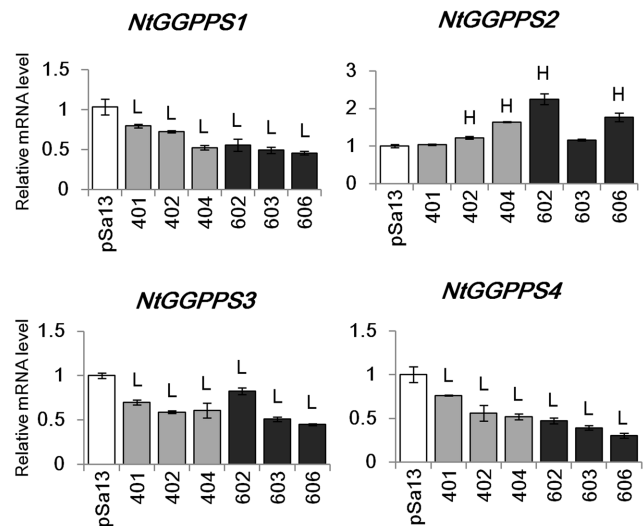 NtGGPPS1
Relative mRNA level
1.5
1
0.5
0
L L L L L L
pSa13 401 402 404 602 603 606
NtGGPPS2
3
2
1
0
H H H H
pSa13 401 402 404 602 603 606
NtGGPPS3
Relative mRNA level
1.5
1
0.5
0
L L L L L L
pSa13 401 402 404 602 603 606
NtGGPPS4
1.5
1
0.5
0
L L L L L L
pSa13 401 402 404 602 603 606